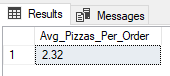 Results Messages
Avg_Pizzas_Per_Order
1 2.32